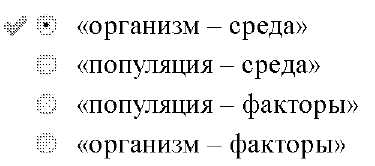 «организм – среда»
«популяция – среда»
«популяция – факторы»
«организм – факторы»